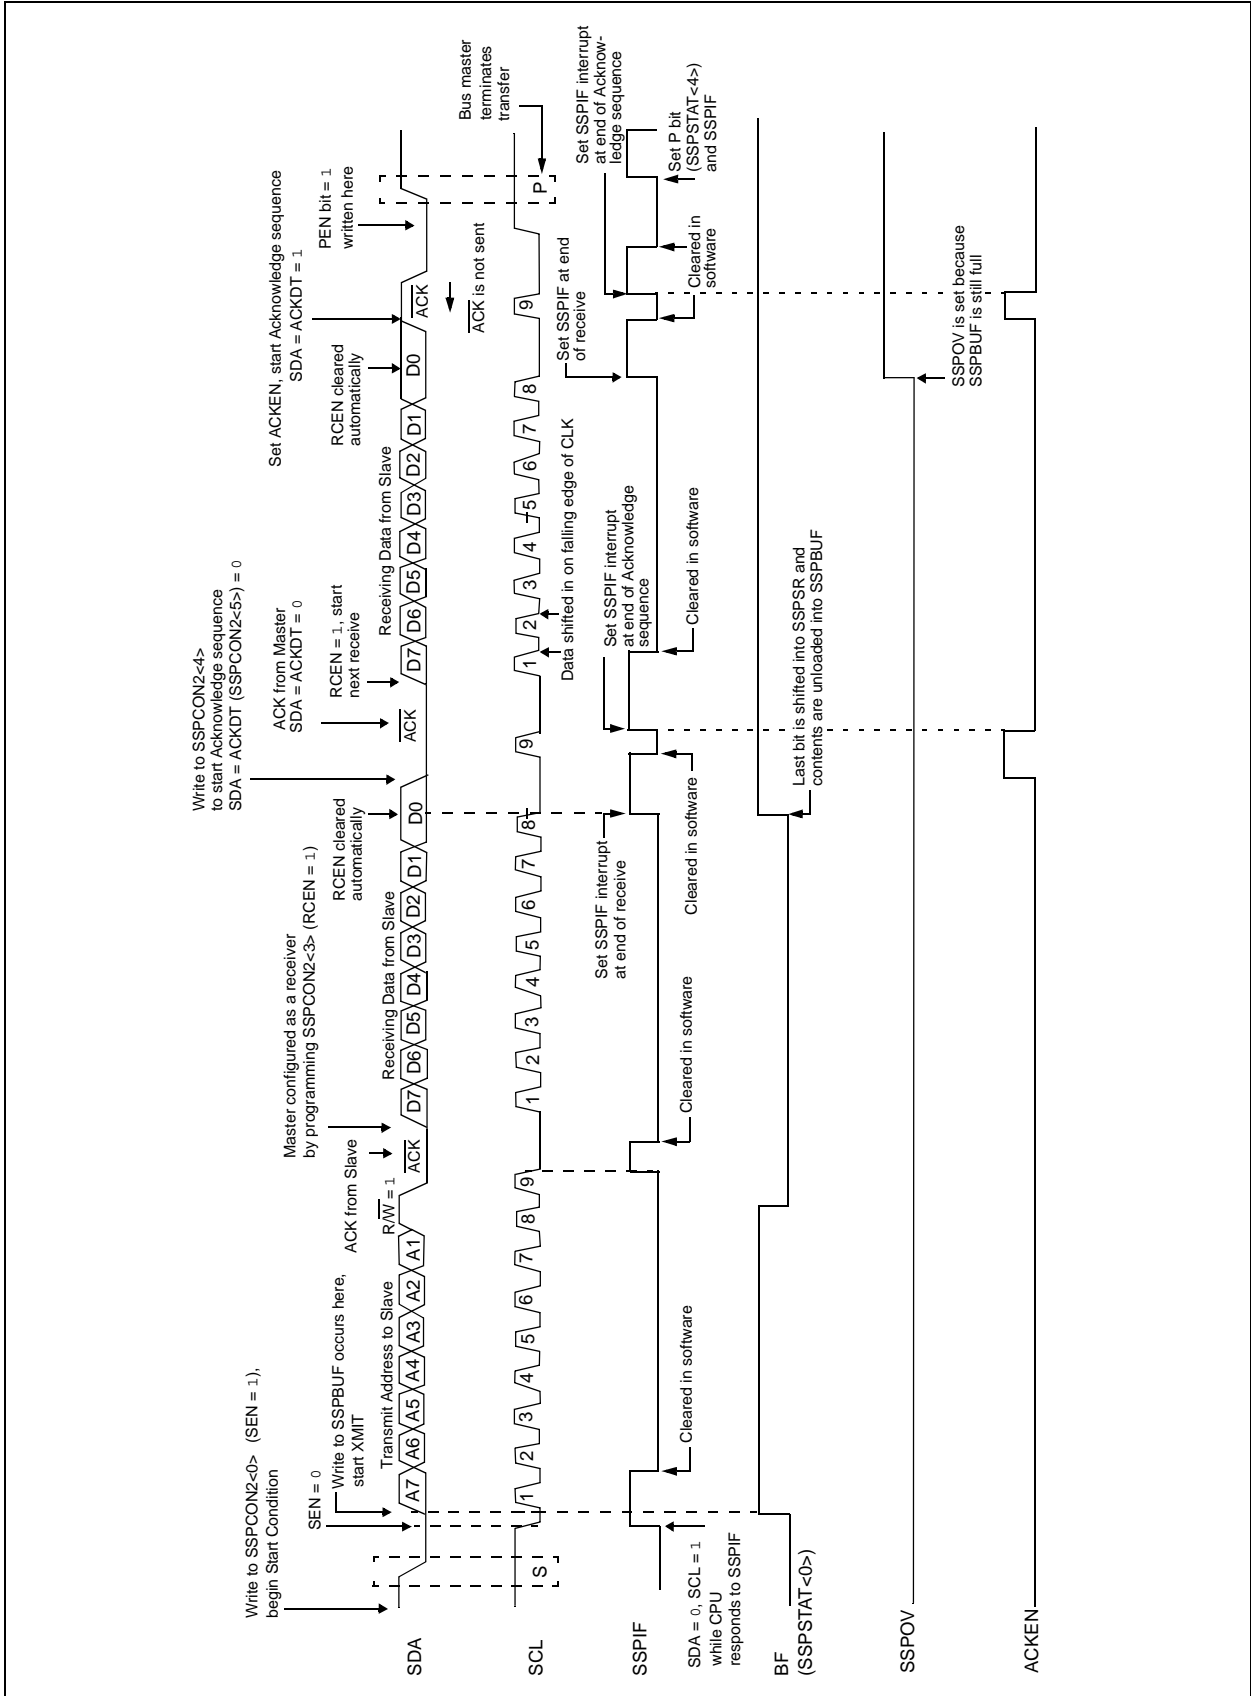 Write to SSPCON2<0> (SEN = 1),
begin Start Condition
SEN = 0
Write to SSPBUF occurs here,
start XMIT
Master configured as a receiver
by programming SSPCON2<3> (RCEN = 1)
ACK from Slave
RCEN cleared
automatically
Write to SSPCON2<4>
to start Acknowledge sequence
SDA = ACKDT (SSPCON2<5>) = 0
ACK from Master
SDA = ACKDT = 0
RCEN = 1, start
next receive
RCEN cleared
automatically
Set ACKEN, start Acknowledge sequence
SDA = ACKDT = 1
PEN bit = 1
written here
Transmit Address to Slave
R/W = 1
Receiving Data from Slave
Receiving Data from Slave
SDA
A7 A6 A5 A4 A3 A2 A1
ACK
D7 D6 D5 D4 D3 D2 D1 D0
ACK
D7 D6 D5 D4 D3 D2 D1 D0
ACK
ACK is not sent
Bus master
terminates
transfer
SCL
S
1 2 3 4 5 6 7 8 9
1 2 3 4 5 6 7 8
9
1 2 3 4 5 6 7 8
9
P
Data shifted in on falling edge of CLK
Set SSPIF interrupt
at end of receive
Set SSPIF interrupt
at end of Acknowledge
sequence
Set SSPIF at end
of receive
Set SSPIF interrupt
at end of Acknow-
ledge sequence
SSPIF
SDA = 0, SCL = 1
while CPU
responds to SSPIF
Cleared in software
Cleared in software
Cleared in software
Cleared in software
Cleared in
software
Set P bit
(SSPSTAT<4>)
and SSPIF
BF
(SSPSTAT<0>)
Last bit is shifted into SSPSR and
contents are unloaded into SSPBUF
SSPOV
SSPOV is set because
SSPBUF is still full
ACKEN